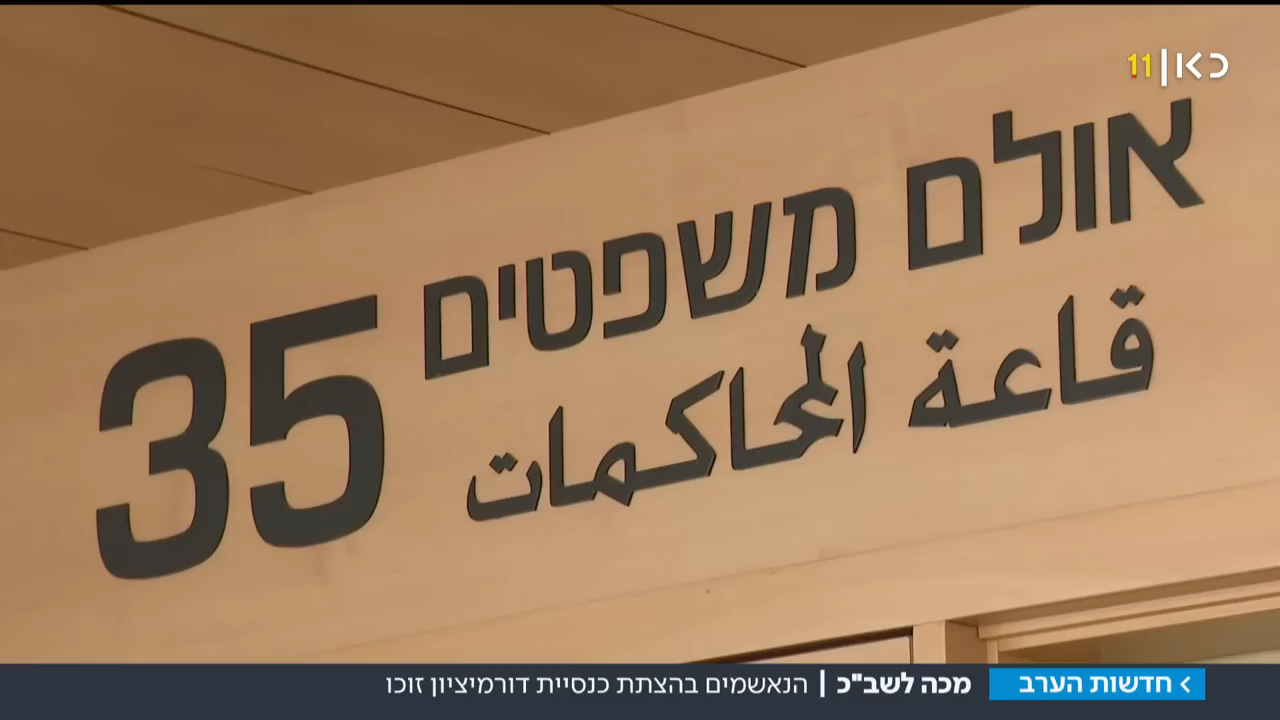 כאן|11
אולם משפטים 35
قاعة المحاكمات
חדשות הערב
מכה לשב"כ | הנאשמים בהצתת כנסיית דורמיציון זוכו